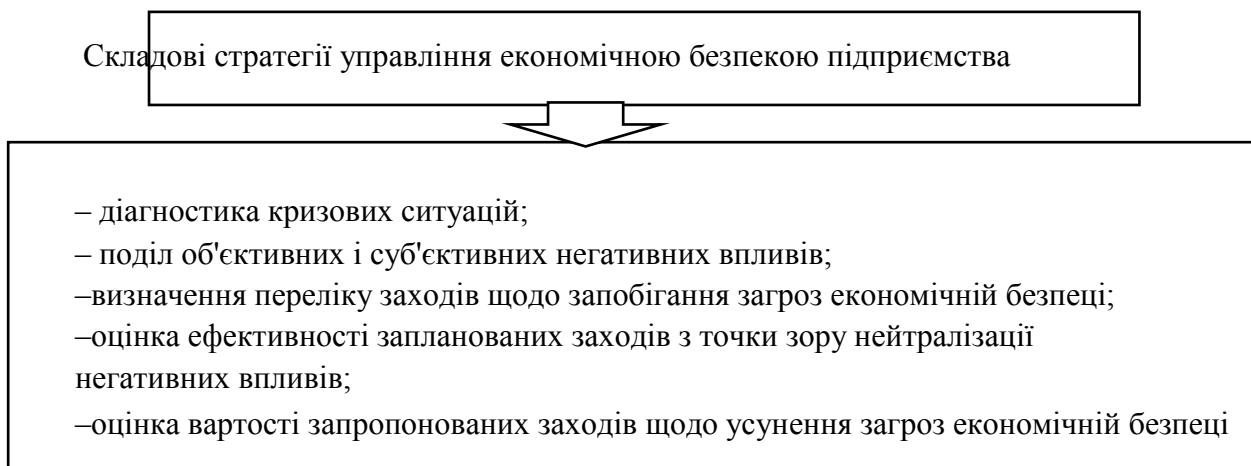 Складові стратегії управління економічною безпекою підприємства
– діагностика кризових ситуацій;
– поділ об'єктивних і суб'єктивних негативних впливів;
–визначення переліку заходів щодо запобігання загроз економічній безпеці;
–оцінка ефективності запланованих заходів з точки зору нейтралізації
негативних впливів;
–оцінка вартості запропонованих заходів щодо усунення загроз економічній безпеці